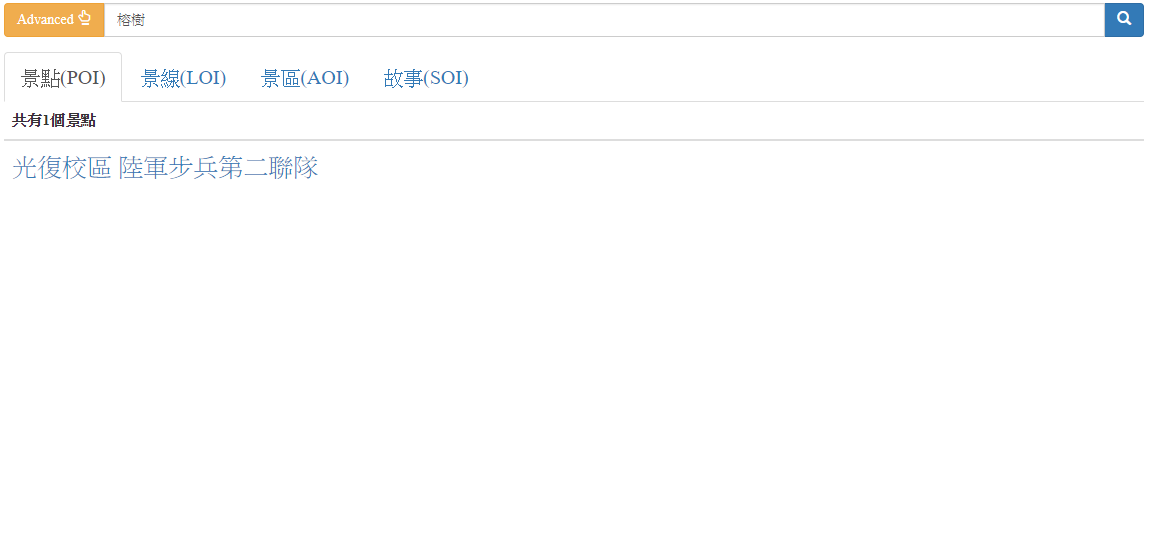 Advanced 榕樹
景點(POI) 景線(LOI) 景區(AOI) 故事(SOI)
共有1個景點
光復校區 陸軍步兵第二聯隊